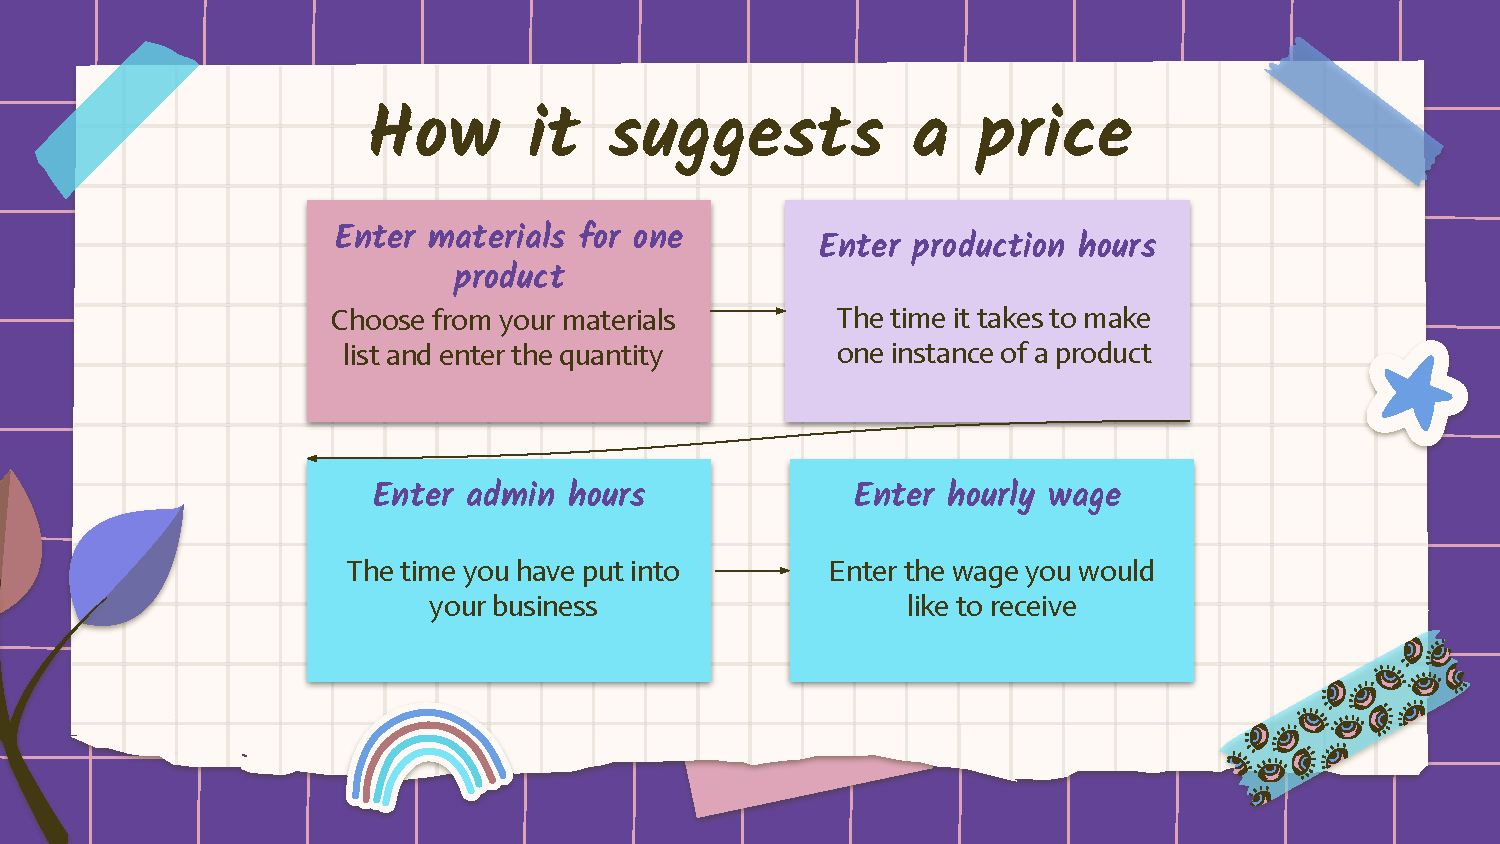 How it suggests a price
Enter materials for one
product
Choose from your materials
list and enter the quantity
Enter production hours
The time it takes to make
one instance of a product
Enter admin hours
The time you have put into
your business
Enter hourly wage
Enter the wage you would
like to receive